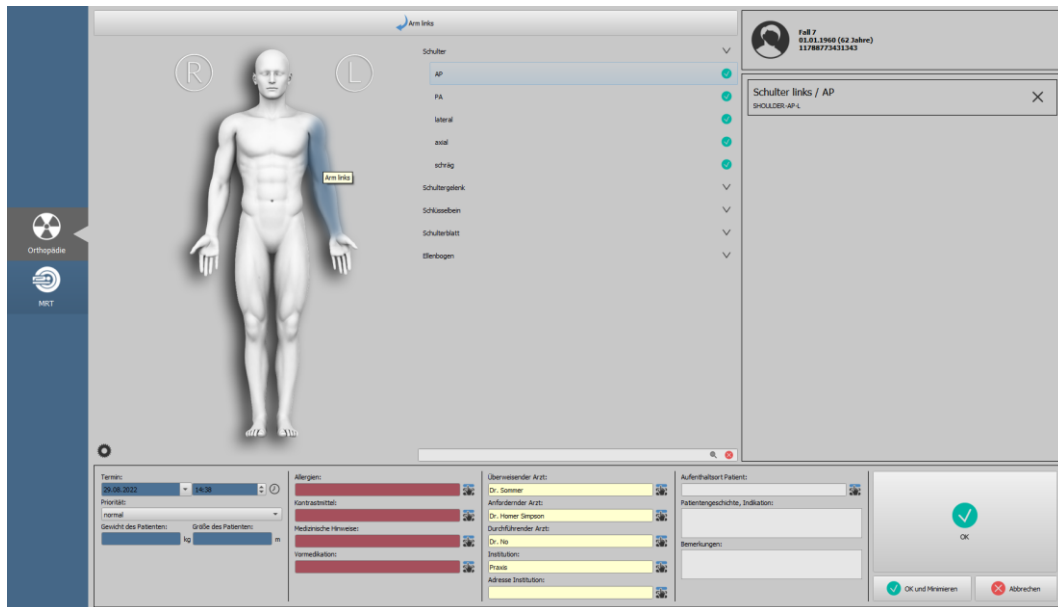 Arm links
R
L
Arm links
Orthopädie
MRT
Schulter
AP
PA
lateral
axial
schräg
Schultergelenk
Schlüsselbein
Schulterblatt
Ellenbogen
Fall 7
01.01.1960 (62 Jahre)
11788773431343
Schulter links / AP
SHOULDER-AP-L
Termin:
29.08.2022
14:38
Priorität:
normal
Gewicht des Patienten:
Größe des Patienten:
kg
m
Allergien:
Kontrastmittel:
Medizinische Hinweise:
Vormedikation:
Überweisender Arzt:
Dr. Sommer
Anfordernder Arzt:
Dr. Homer Simpson
Durchführender Arzt:
Dr. No
Institution:
Praxis
Adresse Institution:
Aufenthaltsort Patient:
Patientengeschichte, Indikation:
Bemerkungen:
OK
OK und Minimieren
Abbrechen